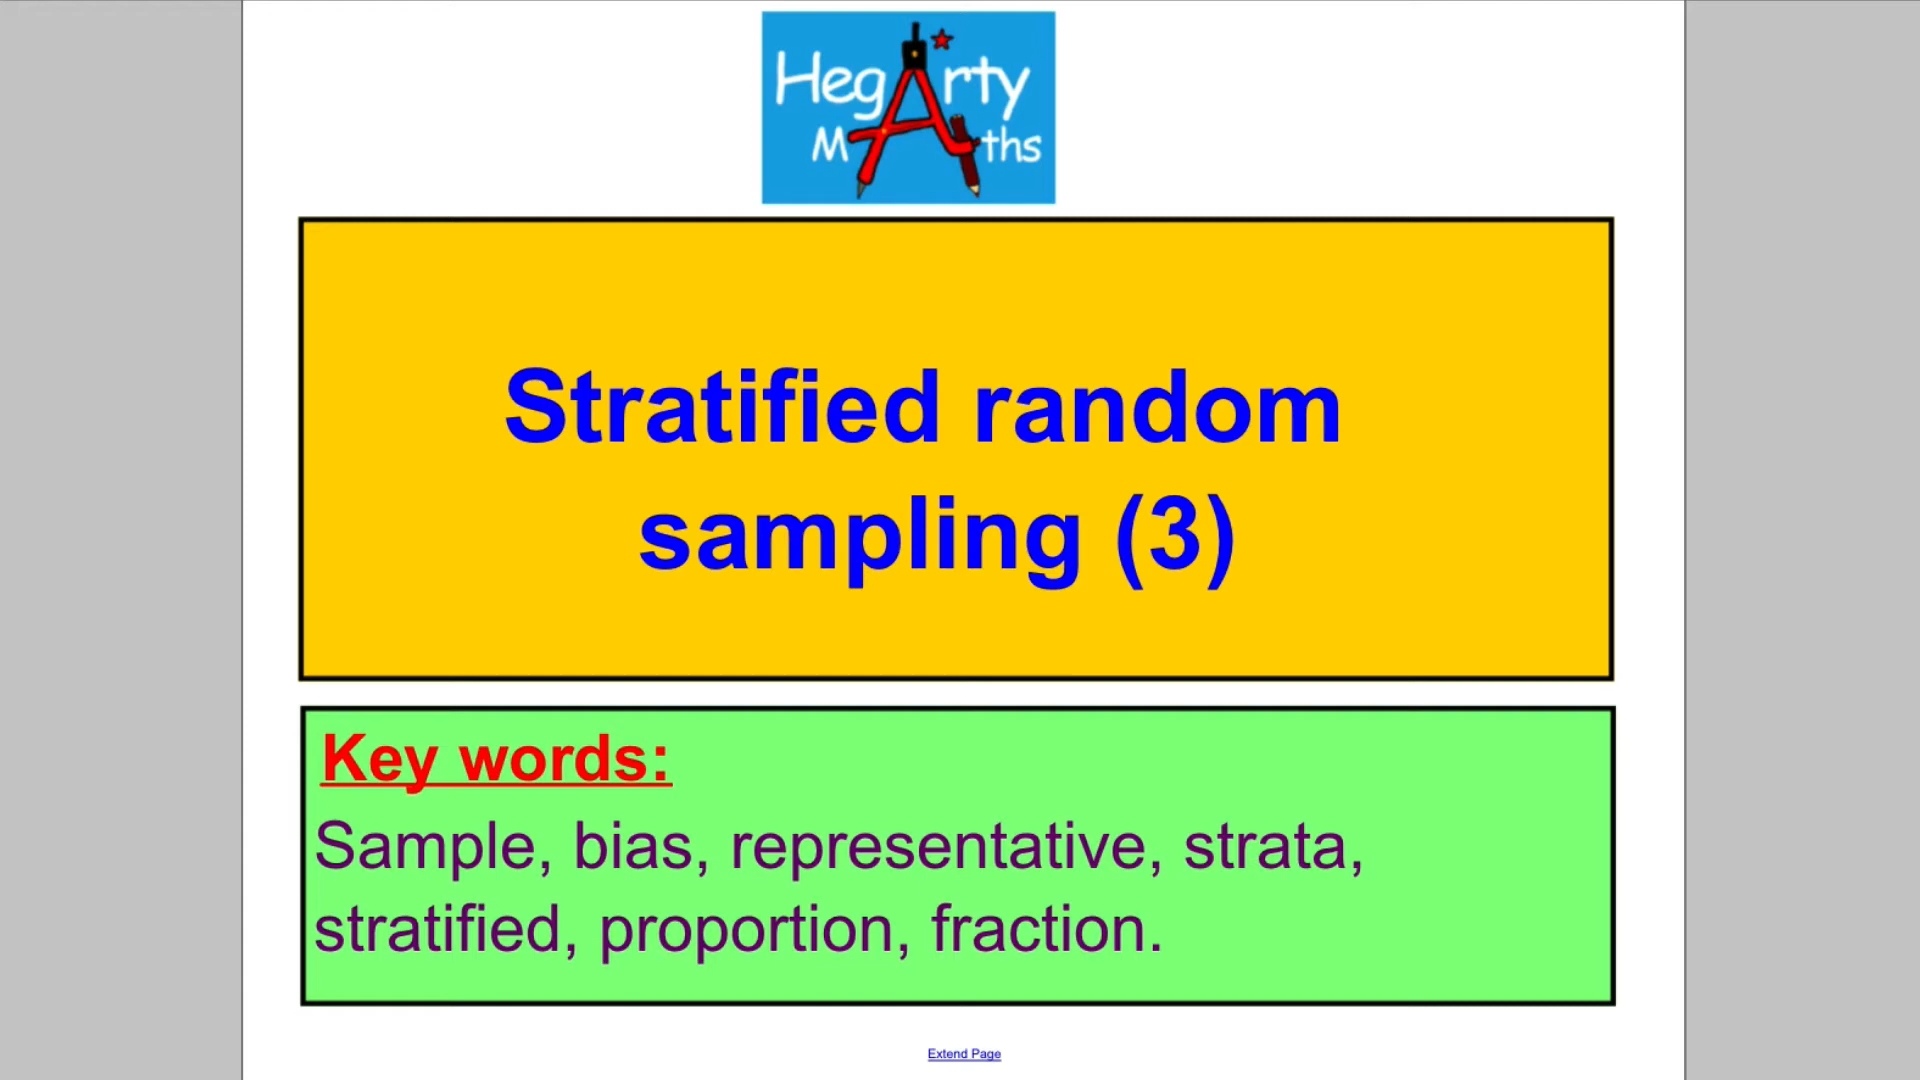 HegArty
MAths
Stratified random
sampling (3)
Key words:
Sample, bias, representative, strata,
stratified, proportion, fraction.
Extend Page